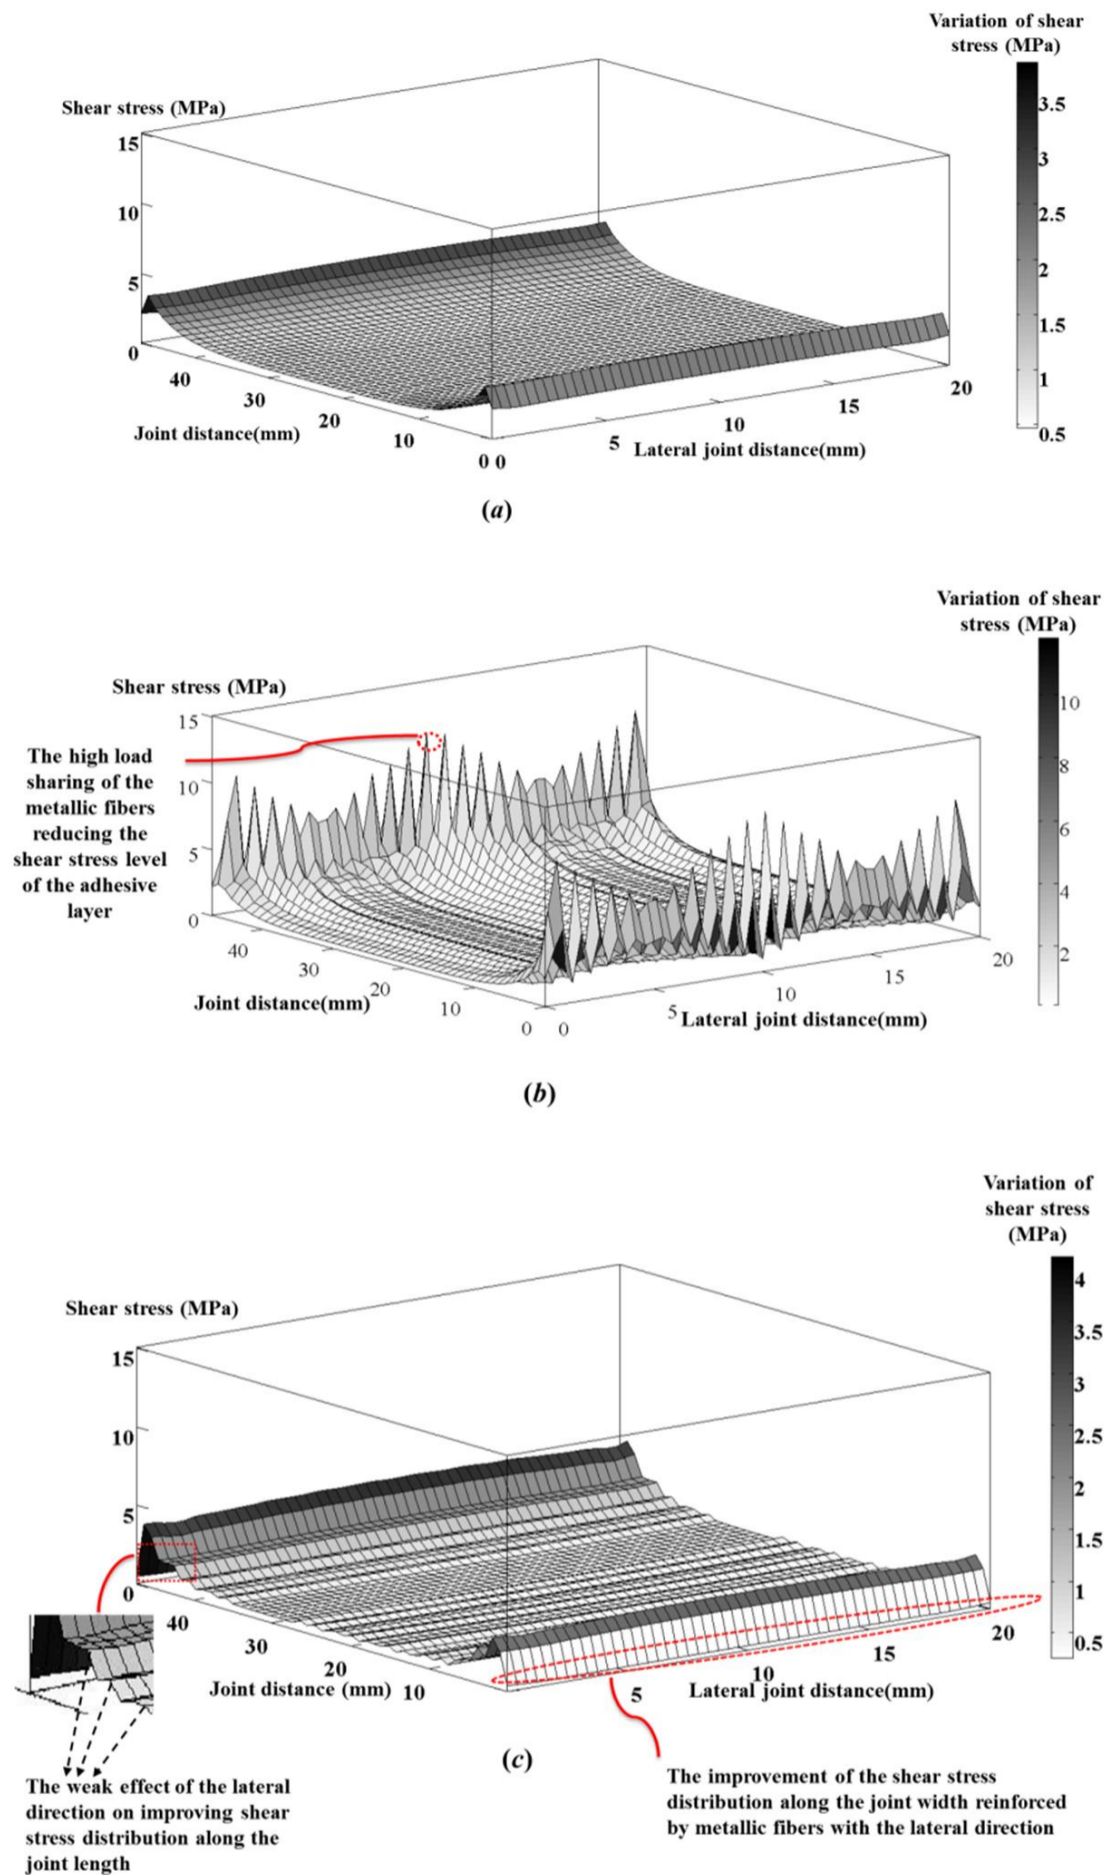 Variation of shear
stress (MPa)
Shear stress (MPa)
15
10
5
0
40
30
20
10
0 0
Joint distance(mm)
5
10
15
20
Lateral joint distance(mm)
3.5
3
2.5
2
1.5
1
0.5
(a)
Variation of shear
stress (MPa)
Shear stress (MPa)
The high load
sharing of the
metallic fibers
reducing the
shear stress level
of the adhesive
layer
15
10
5
0
40
30
20
10
0 0
Joint distance(mm)
5
10
15
20
Lateral joint distance(mm)
10
8
6
4
2
(b)
Variation of
shear stress
(MPa)
Shear stress (MPa)
15
10
5
0
40
30
20
10
Joint distance (mm)
5
10
15
20
Lateral joint distance(mm)
4
3.5
3
2.5
2
1.5
1
0.5
(c)
The weak effect of the lateral
direction on improving shear
stress distribution along the
joint length
The improvement of the shear stress
distribution along the joint width reinforced
by metallic fibers with the lateral direction